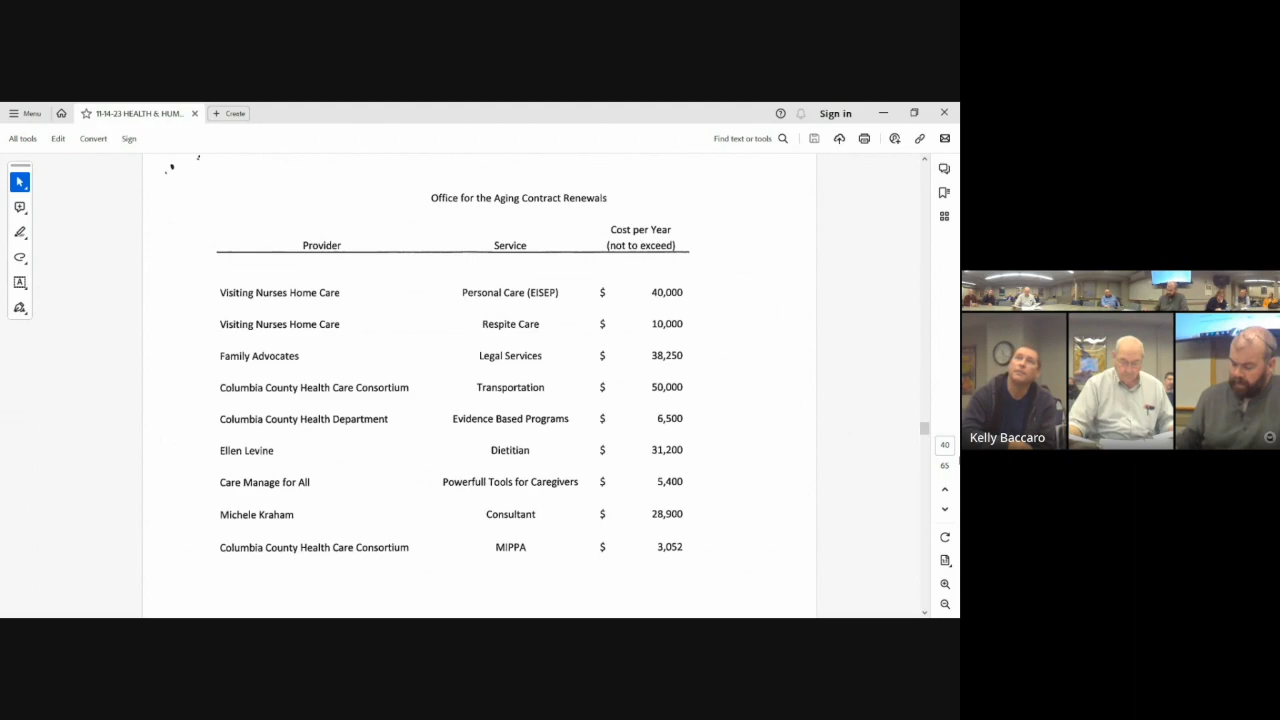 Menu
11-14-23 HEALTH & HUM...
Create
Sign in
All tools Edit Convert Sign
Find text or tools
Office for the Aging Contract Renewals
Cost per Year
Provider Service (not to exceed)
Visiting Nurses Home Care Personal Care (EISEP) $ 40,000
Visiting Nurses Home Care Respite Care $ 10,000
Family Advocates Legal Services $ 38,250
Columbia County Health Care Consortium Transportation $ 50,000
Columbia County Health Department Evidence Based Programs $ 6,500
Ellen Levine Dietitian $ 31,200
Care Manage for All Powerfull Tools for Caregivers $ 5,400
Michele Kraham Consultant $ 28,900
Columbia County Health Care Consortium MIPPA $ 3,052
40
65
Kelly Baccaro